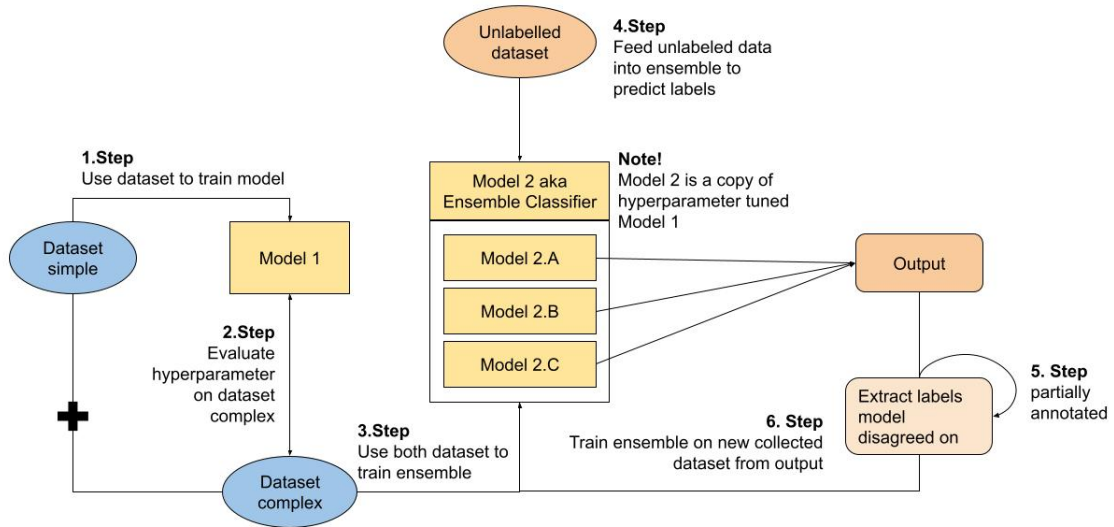 Unlabelled
dataset
4.Step
Feed unlabeled data
into ensemble to
predict labels
1.Step
Use dataset to train model
Dataset
simple
Model 1
2.Step
Evaluate
hyperparameter
on dataset
complex
Dataset
complex
3.Step
Use both dataset to
train ensemble
Model 2 aka
Ensemble Classifier
Note!
Model 2 is a copy of
hyperparameter tuned
Model 1
Model 2.A
Model 2.B
Model 2.C
Output
Extract labels
model
disagreed on
5. Step
partially
annotated
6. Step
Train ensemble on new collected
dataset from output